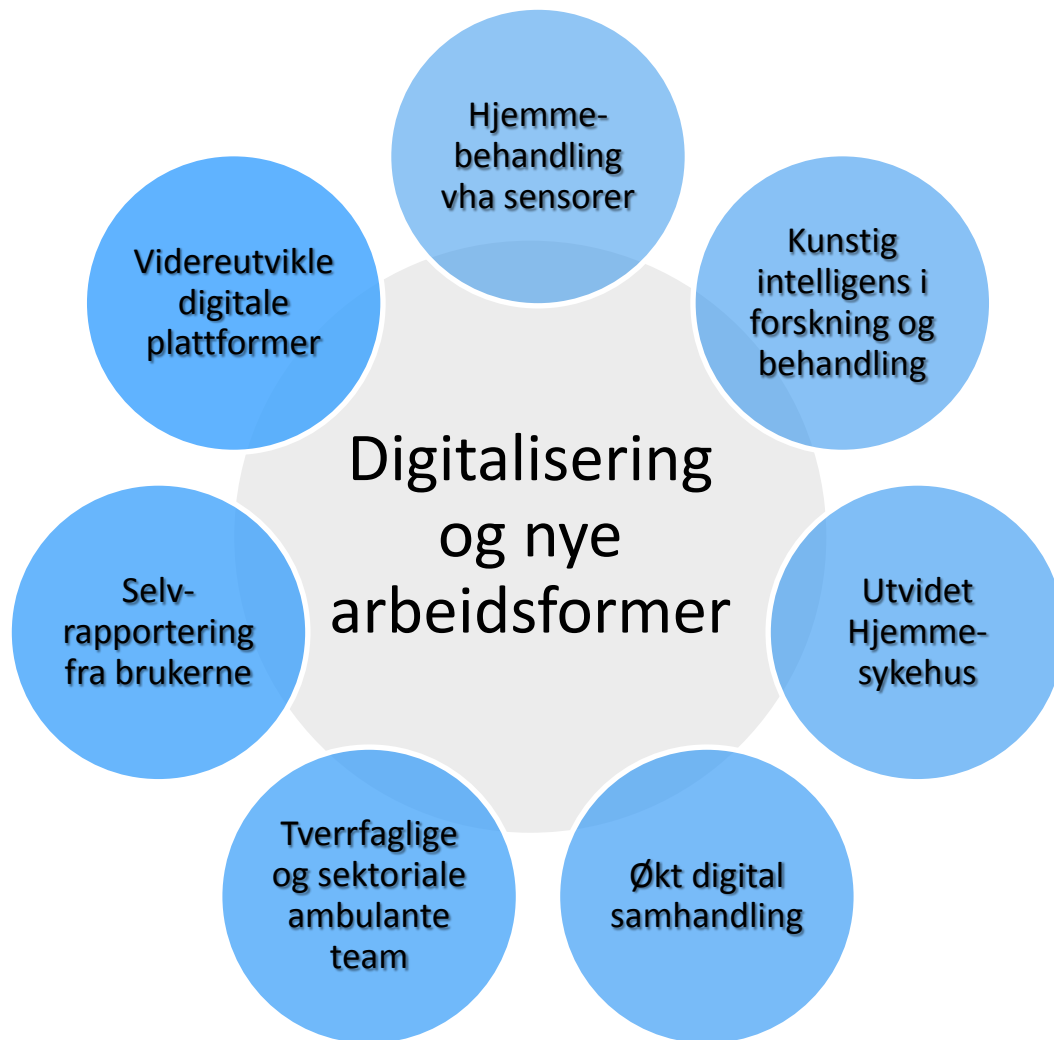 Hjemme-
behandling
vha sensorer
Kunstig
intelligens i
forskning og
behandling
Utvidet
Hjemme-
sykehus
Økt digital
samhandling
Tverrfaglige
og sektoriale
ambulante
team
Selv-
rapportering
fra brukerne
Videreutvikle
digitale
plattformer
Digitalisering
og nye
arbeidsformer